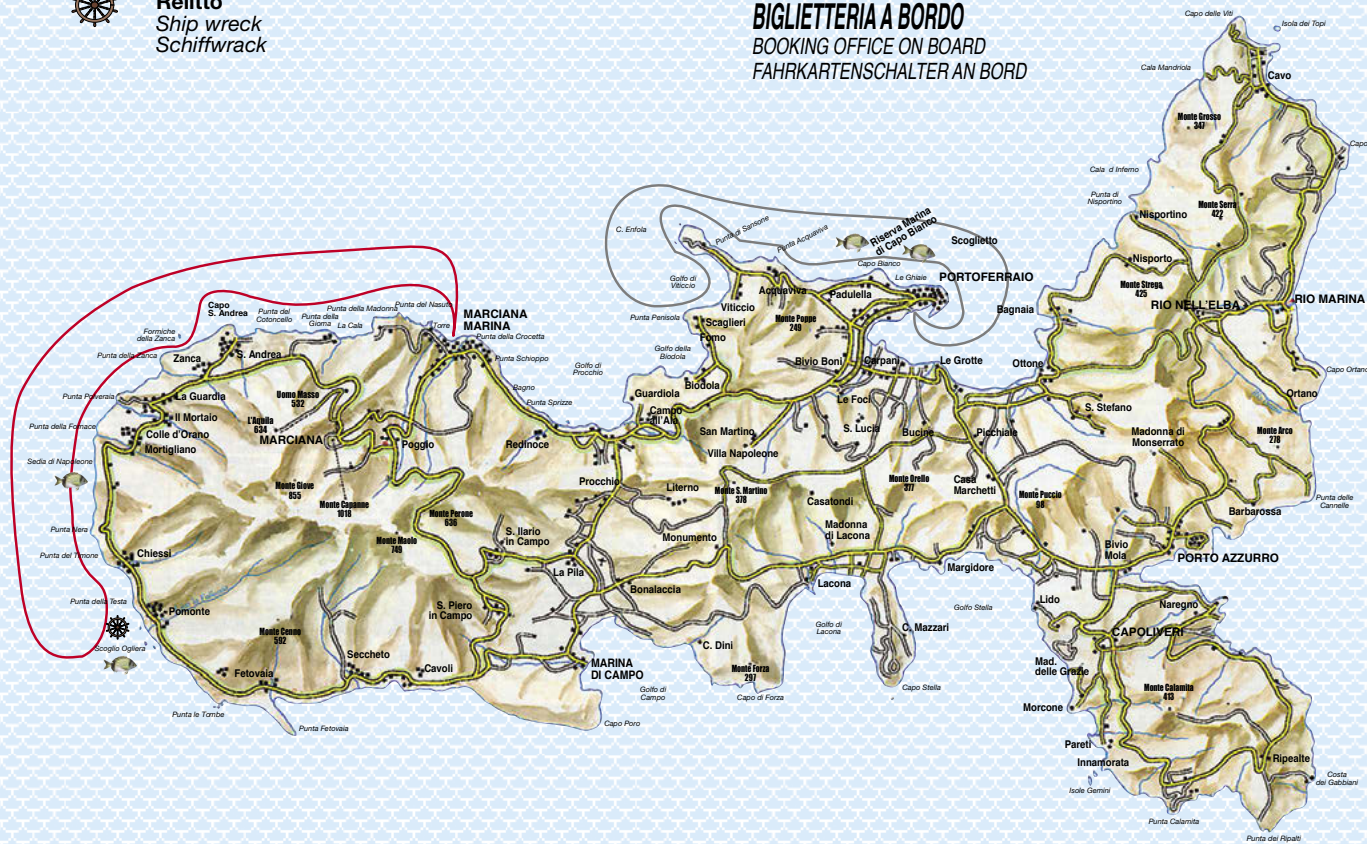 Relitto
Ship wreck
Schiffwrack
BIGLIETTERIA A BORDO
BOOKING OFFICE ON BOARD
FAHRKARTENSCHALTER AN BORD
Capo delle Viti
Isola dei Topi
Cala Mandriola
Cavo
Monte Grosso
347
Capo
Cala d Inferno
Punta di
Nisportino
Nisportino
Monte Serra
422
C. Enfola
Punta di Sansone
Punta Acquaviva
Riserva Marina
di Capo Bianco
Scoglietto
Capo Bianco
Nisporto
Golfo di
Viticcio
Le Ghiaie
PORTOFERRAIO
Acquaviva
Padulella
Monte Strega
425
RIO NELL'ELBA
RIO MARINA
Bagnaia
Viticcio
Punta Penisola
Scaglieri
Forno
Monte Poppe
249
Capo
S. Andrea
Punta del
Cotoncello
Punta della
Gioma
Punta della Madonna
La Cala
Punta del Nasuto
Torre
MARCIANA
MARINA
Punta della Crocetta
Formiche
della Zanca
Punta della Zanca
Zanca
S. Andrea
Punta Schioppo
Golfo della
Biodola
Golfo di
Procchio
Bivio Boni
Carpani
Le Grotte
Ottone
Capo Ortano
Ortano
Punta Polveraia
La Guardia
Uomo Masso
532
Bagno
Punta Sprizze
Guardiola
Biodola
Campo
all'Aia
Le Foci
S. Stefano
Punta della Fornace
Il Mortaio
Colle d'Orano
Mortigliano
L'Aquila
634
MARCIANA
Poggio
Redinoce
San Martino
Villa Napoleone
S. Lucia
Bucine
Picchiaie
Madonna di
Monserrato
Monte Arco
278
Sedia di Napoleone
Monte Giove
855
Monte Capanne
1018
Procchio
Literno
Monte S. Martino
378
Casatondi
Monte Orello
377
Casa
Marchetti
Monte Puccio
98
Punta delle
Cannelle
Barbarossa
Punta Nera
Monte Perone
636
Monte Maolo
749
S. Ilario
in Campo
Monumento
Madonna
di Lacona
Punta del Timone
Chiessi
La Pila
Bivio
Mola
PORTO AZZURRO
Margidore
Bonalaccia
Lacona
Punta della Testa
Pomonte
S. Piero
in Campo
Golfo Stella
Lido
Naregno
Monte Cenno
592
Golfo di
Lacona
C. Mazzari
CAPOLIVERI
Scoglio Ogliera
C. Dini
Seccheto
Fetovaia
Cavoli
MARINA
DI CAMPO
Monte Forza
297
Mad.
delle Grazie
Golfo di
Campo
Capo di Forza
Capo Stella
Monte Calamita
413
Morcone
Punta le Tombe
Punta Fetovaia
Capo Poro
Pareti
Innamorata
Ripealte
Isole Gemini
Costa
dei Gabbiani
Punta Calamita
Punta dei Ripalti